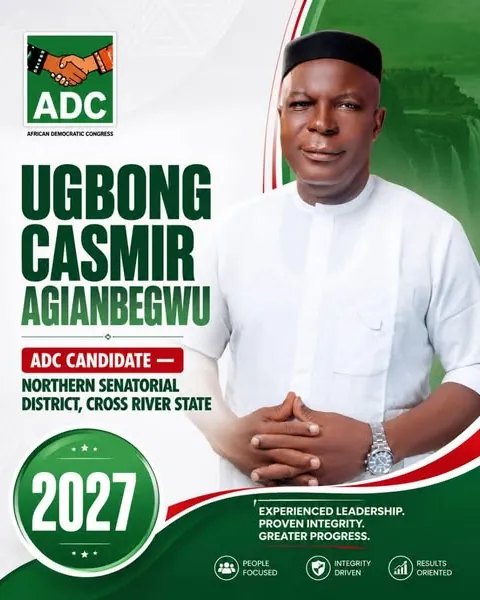 ADC
AFRICAN DEMOCRATIC CONGRESS
UGBONG
CASMIR
AGIANBEGWU
ADC CANDIDATE —
NORTHERN SENATORIAL
DISTRICT, CROSS RIVER STATE
2027
EXPERIENCED LEADERSHIP.
PROVEN INTEGRITY.
GREATER PROGRESS.
PEOPLE
FOCUSED
INTEGRITY
DRIVEN
RESULTS
ORIENTED